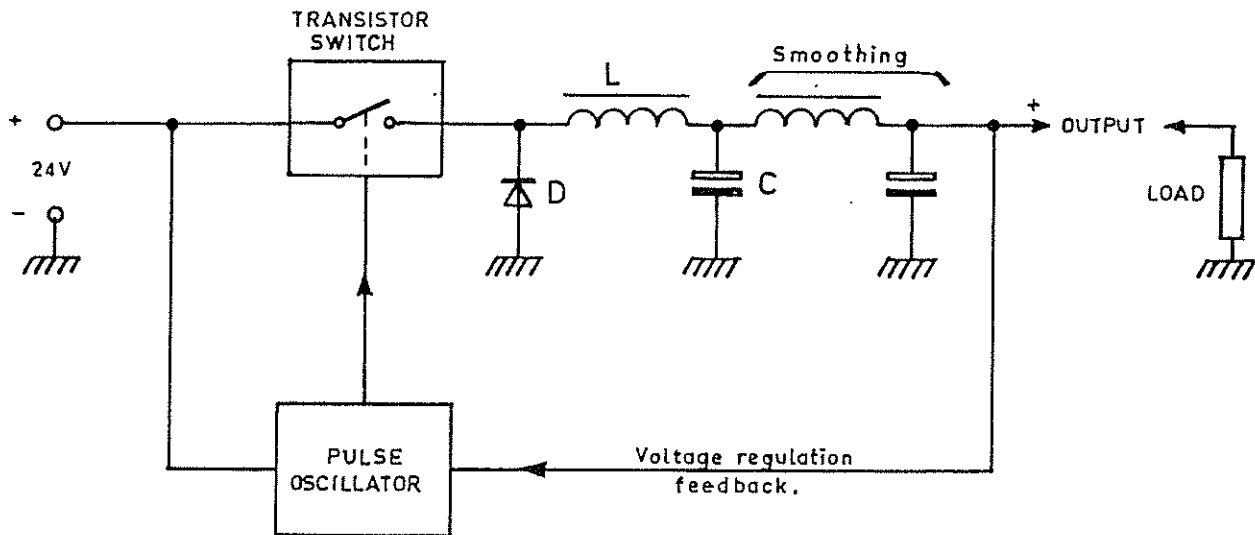 TRANSISTOR
SWITCH
Smoothing
L
+
24V
-
D
C
+
OUTPUT
LOAD
PULSE
OSCILLATOR
Voltage regulation
feedback.